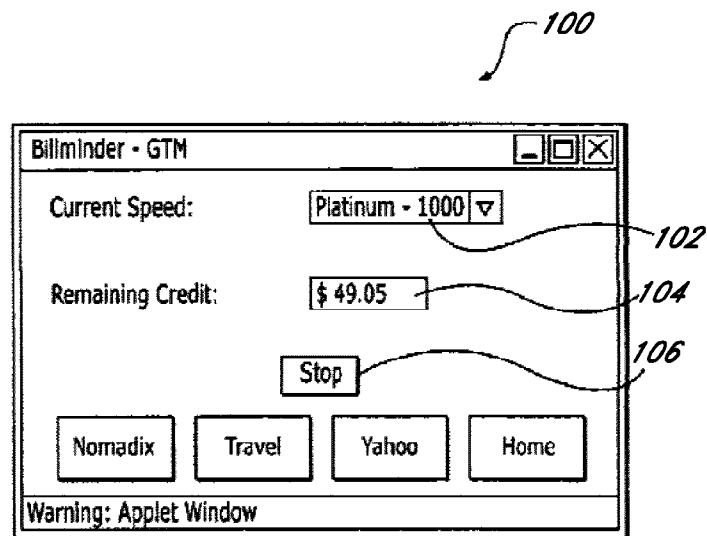 100
Billminder - GTM
Current Speed: Platinum - 1000
102
Remaining Credit: $ 49.05
104
106
Stop
Nomadix Travel Yahoo Home
Warning: Applet Window